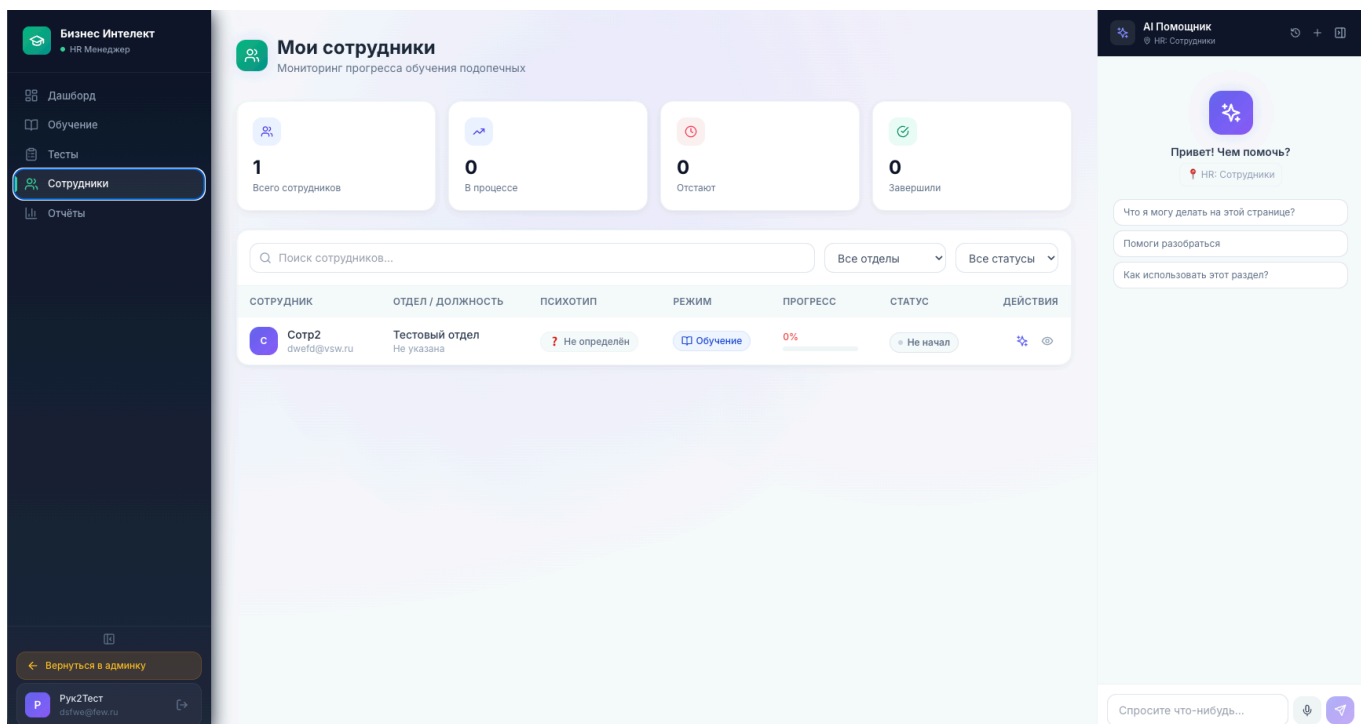 Бизнес Интелект
HR Менеджер
Дашборд
Обучение
Тесты
Сотрудники
Отчёты
Вернуться в админку
Р
Рук2Тест
dsfwe@few.ru
Мои сотрудники
Мониторинг прогресса обучения подопечных
1
Всего сотрудников
0
В процессе
0
Отстают
0
Завершили
Поиск сотрудников...
Все отделы
Все статусы
СОТРУДНИК ОТДЕЛ / ДОЛЖНОСТЬ ПСИХОТИП РЕЖИМ ПРОГРЕСС СТАТУС ДЕЙСТВИЯ
С
Сотр2
dwefd@vsw.ru
Тестовый отдел
Не указана
❓ Не определён
Обучение
0%
Не начал
AI Помощник
HR: Сотрудники
Привет! Чем помочь?
📍 HR: Сотрудники
Что я могу делать на этой странице?
Помоги разобраться
Как использовать этот раздел?
Спросите что-нибудь...